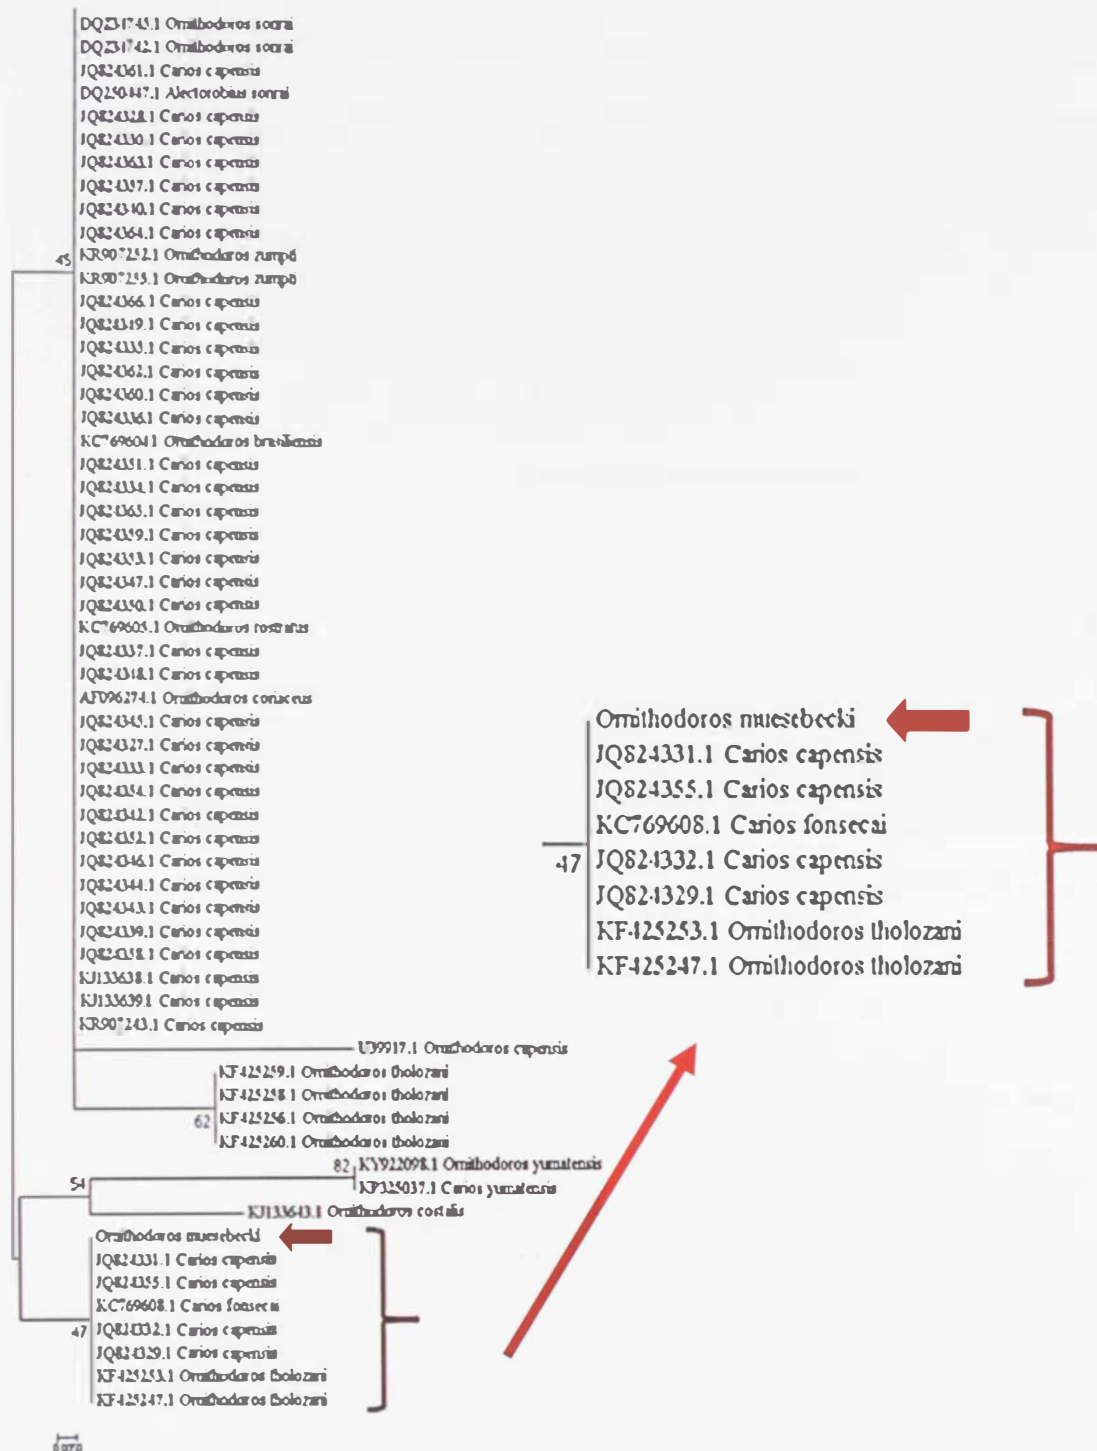 DQ234743.1 Ornithodoros sonrai
DQ234742.1 Ornithodoros sonrai
JQ824361.1 Carios capensis
DQ250447.1 Alectorobius sonrai
JQ824328.1 Carios capensis
JQ824330.1 Carios capensis
JQ824363.1 Carios capensis
JQ824357.1 Carios capensis
JQ824340.1 Carios capensis
JQ824364.1 Carios capensis
KR907252.1 Ornithodoros zumpti
45
KR907255.1 Ornithodoros zumpti
JQ824366.1 Carios capensis
JQ824349.1 Carios capensis
JQ824335.1 Carios capensis
JQ824362.1 Carios capensis
JQ824360.1 Carios capensis
JQ824336.1 Carios capensis
KC769604.1 Ornithodoros brasiliensis
JQ824351.1 Carios capensis
JQ824334.1 Carios capensis
JQ824365.1 Carios capensis
JQ824359.1 Carios capensis
JQ824353.1 Carios capensis
JQ824347.1 Carios capensis
JQ824350.1 Carios capensis
KC769605.1 Ornithodoros rostratus
JQ824337.1 Carios capensis
JQ824348.1 Carios capensis
AF096274.1 Ornithodoros coriaceus
JQ824345.1 Carios capensis
JQ824327.1 Carios capensis
JQ824333.1 Carios capensis
JQ824354.1 Carios capensis
JQ824342.1 Carios capensis
JQ824352.1 Carios capensis
JQ824346.1 Carios capensis
JQ824344.1 Carios capensis
JQ824343.1 Carios capensis
JQ824339.1 Carios capensis
JQ824358.1 Carios capensis
KJ133638.1 Carios capensis
KJ133639.1 Carios capensis
KR907243.1 Carios capensis
U39917.1 Ornithodoros capensis
KF425259.1 Ornithodoros tholozani
KF425258.1 Ornithodoros tholozani
KF425256.1 Ornithodoros tholozani
62
KF425260.1 Ornithodoros tholozani
82
KY922098.1 Ornithodoros yumatensis
54
KP325037.1 Carios yumatensis
KJ133643.1 Ornithodoros costalis
Ornithodoros muesebecki
JQ824331.1 Carios capensis
JQ824355.1 Carios capensis
KC769608.1 Carios fonsecai
47
JQ824332.1 Carios capensis
JQ824329.1 Carios capensis
KF425253.1 Ornithodoros tholozani
KF425247.1 Ornithodoros tholozani
Ornithodoros muesebecki
JQ824331.1 Carios capensis
JQ824355.1 Carios capensis
KC769608.1 Carios fonsecai
47
JQ824332.1 Carios capensis
JQ824329.1 Carios capensis
KF425253.1 Ornithodoros tholozani
KF425247.1 Ornithodoros tholozani